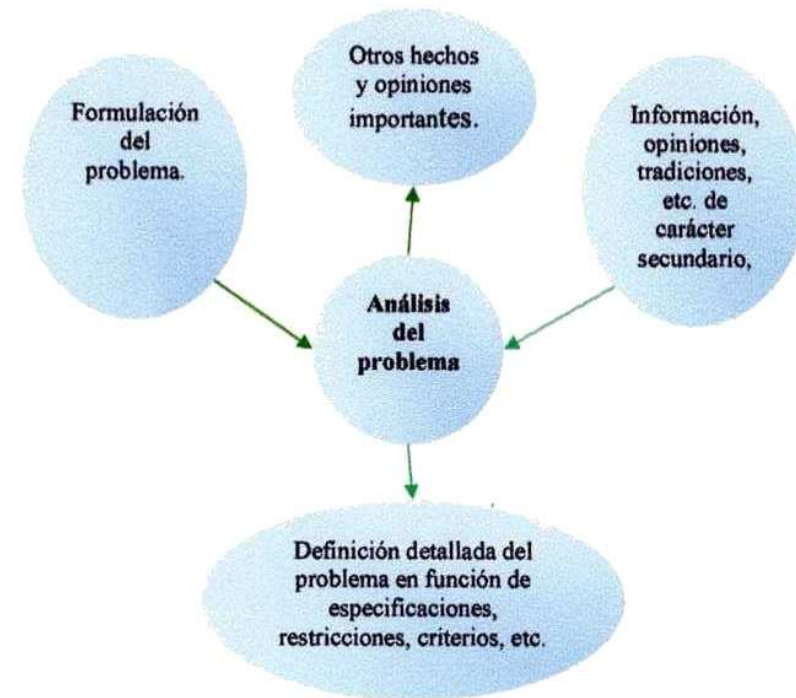 Formulación
del
problema.
Otros hechos
y opiniones
importantes.
Información,
opiniones,
tradiciones,
etc. de
carácter
secundario,
Análisis
del
problema
Definición detallada del
problema en función de
especificaciones,
restricciones, criterios, etc.